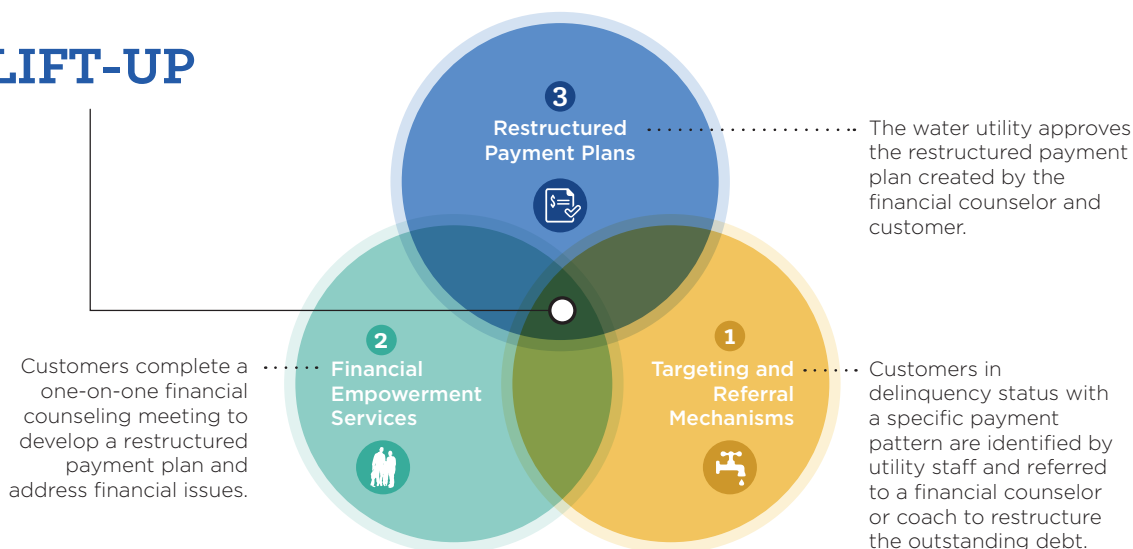 LIFT-UP
3
Restructured
Payment Plans
The water utility approves
the restructured payment
plan created by the
financial counselor and
customer.
2
Financial
Empowerment
Services
Customers complete a
one-on-one financial
counseling meeting to
develop a restructured
payment plan and
address financial issues.
1
Targeting and
Referral
Mechanisms
Customers in
delinquency status with
a specific payment
pattern are identified by
utility staff and referred
to a financial counselor
or coach to restructure
the outstanding debt.
$